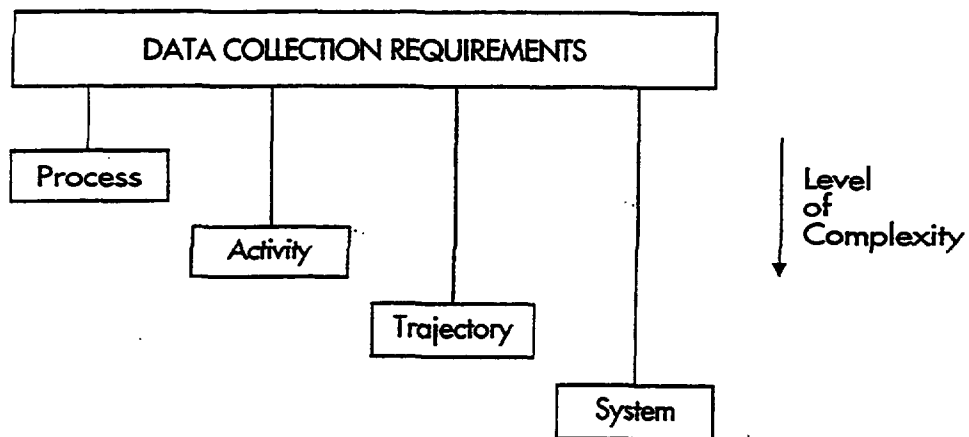 DATA COLLECTION REQUIREMENTS
Process
Activity
Trajectory
System
Level
of
Complexity